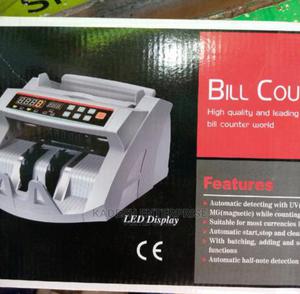 BILL COU
High quality and leading
bill counter world
LED Display
CE
Features
Automatic detecting with UV(
MG(magnetic) while counting
Suitable for most currencies
Automatic start,stop and clea
With batching, adding and s
functions
Automatic half-note detection